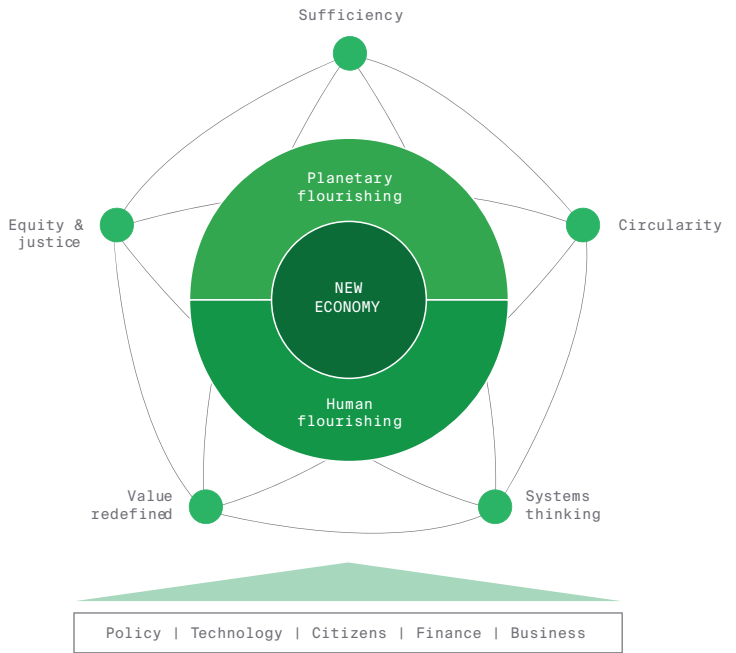 Sufficiency
Planetary
flourishing
Equity &
justice
Circularity
NEW
ECONOMY
Human
flourishing
Value
redefined
Systems
thinking
Policy | Technology | Citizens | Finance | Business